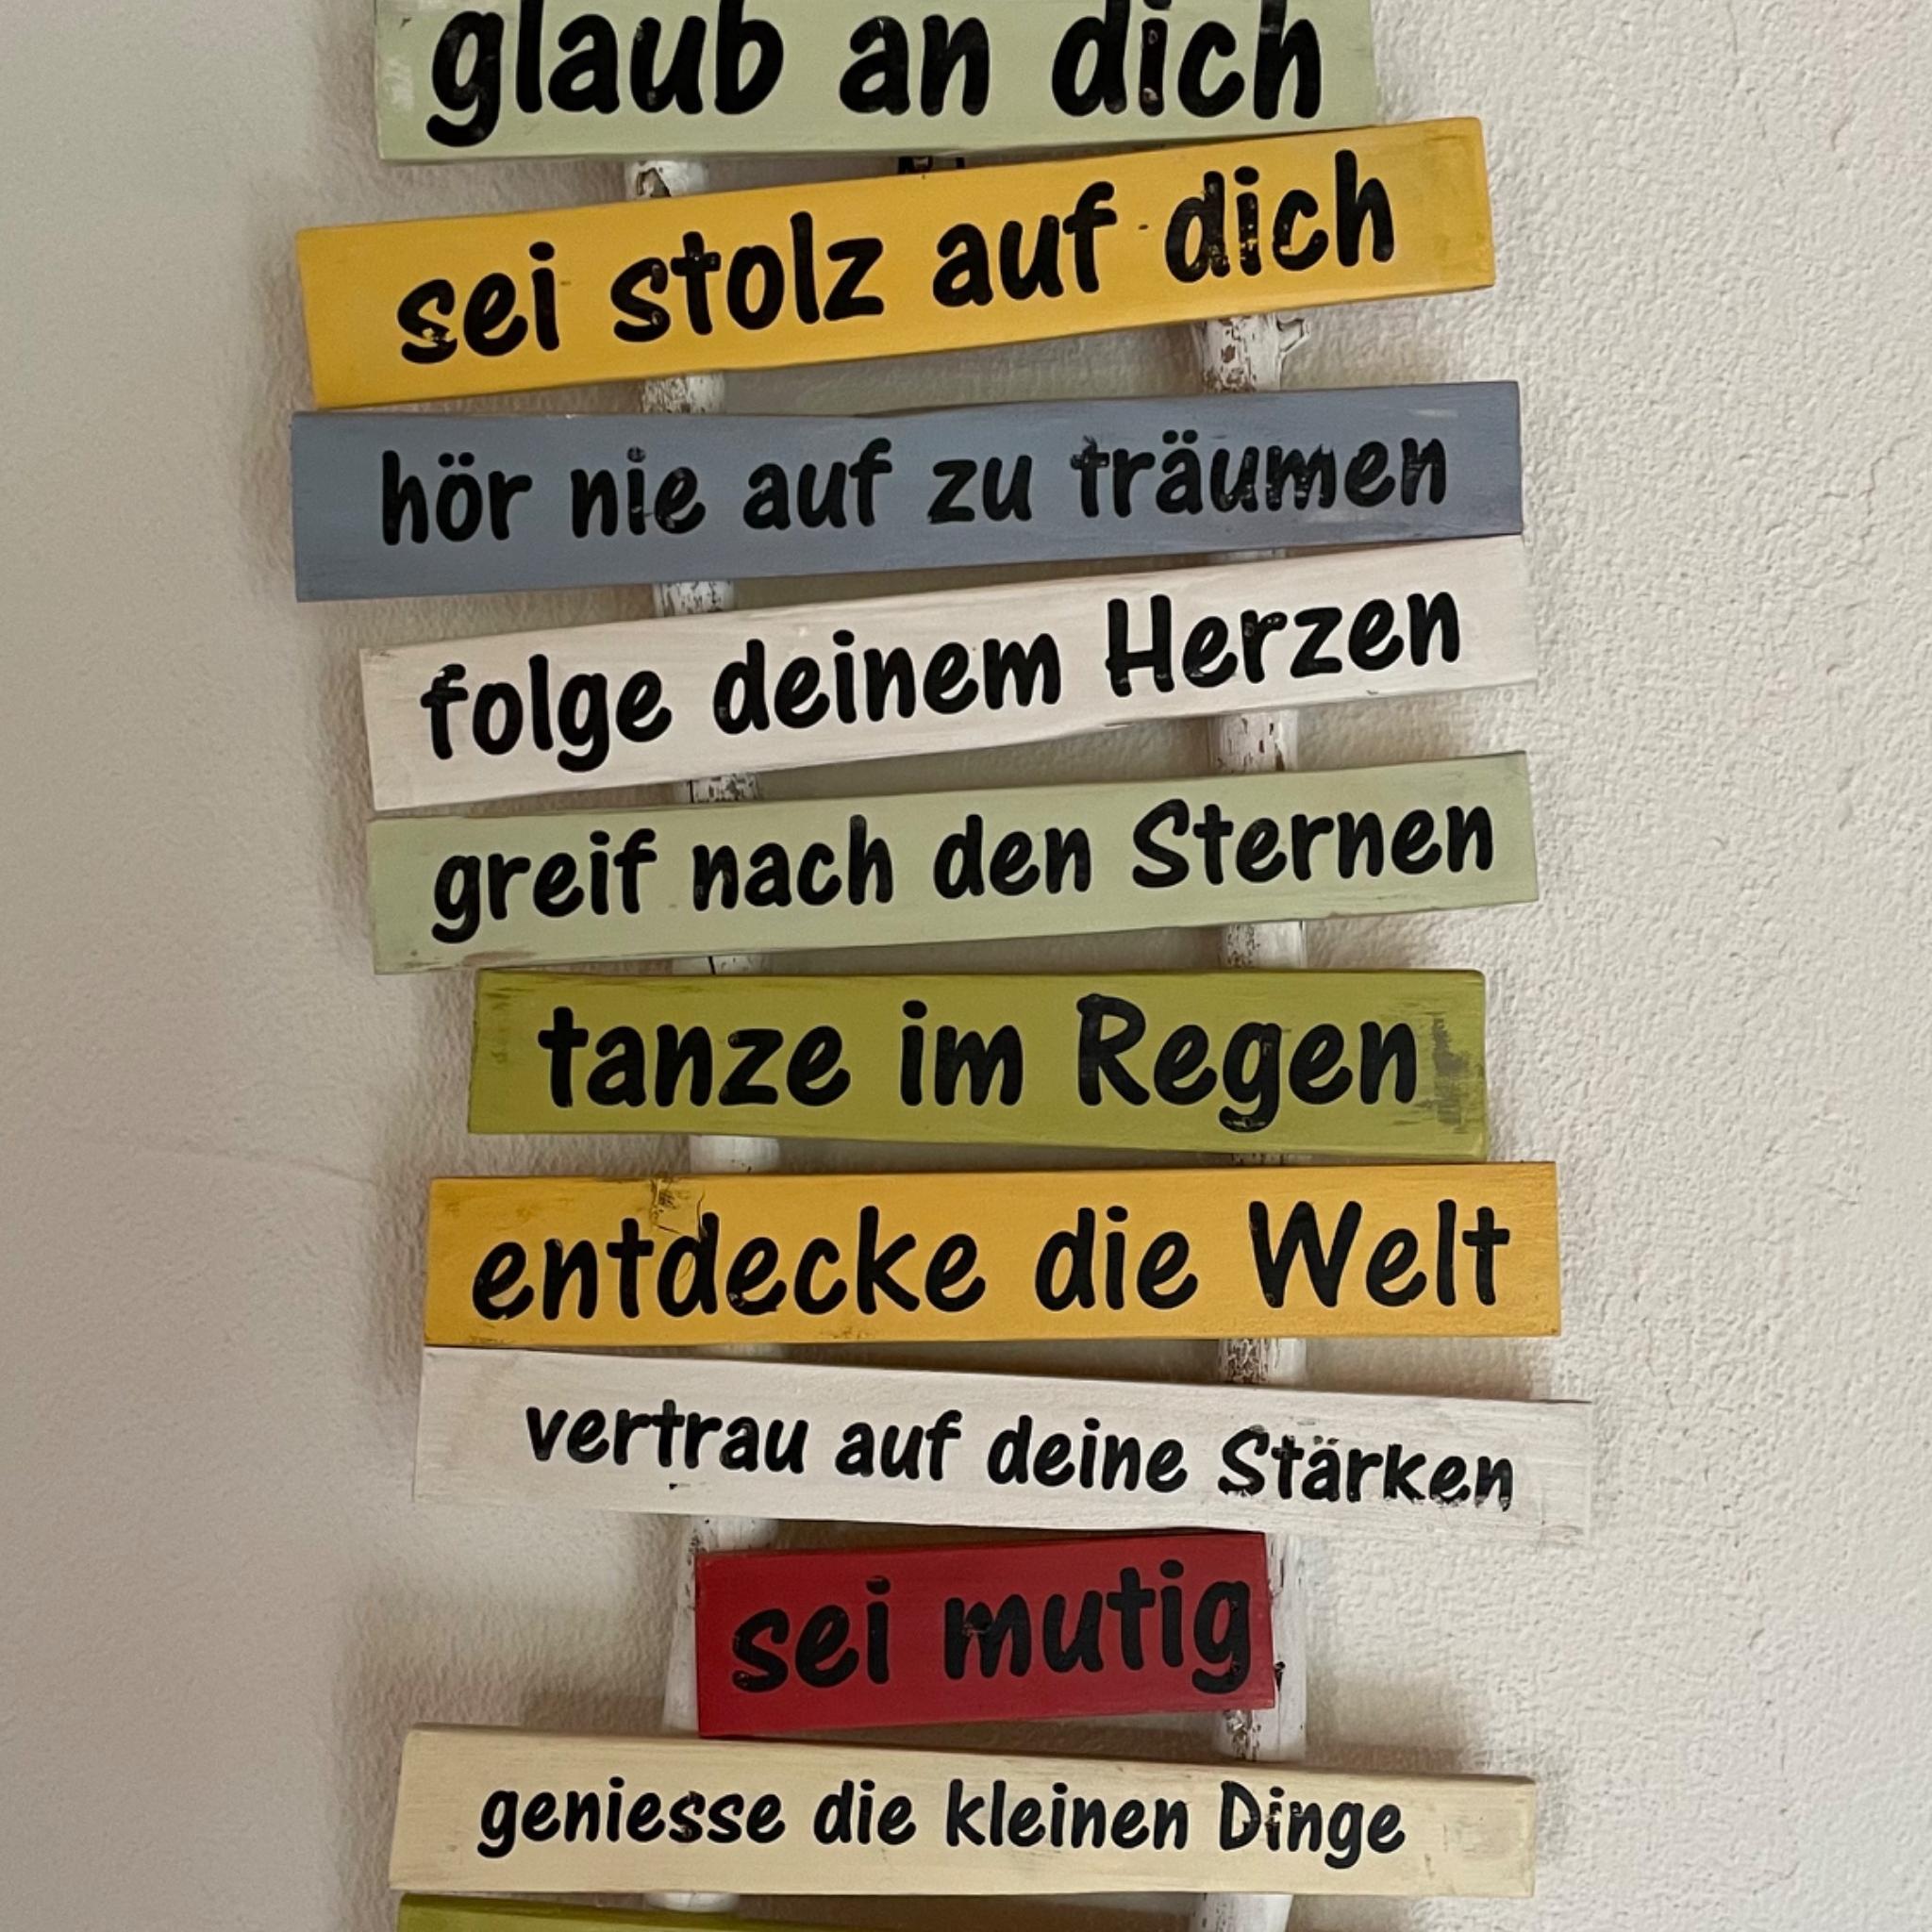 glaub an dich
sei stolz auf dich
hör nie auf zu träumen
folge deinem Herzen
greif nach den Sternen
tanze im Regen
entdecke die Welt
vertrau auf deine Stärken
sei mutig
geniesse die kleinen Dinge